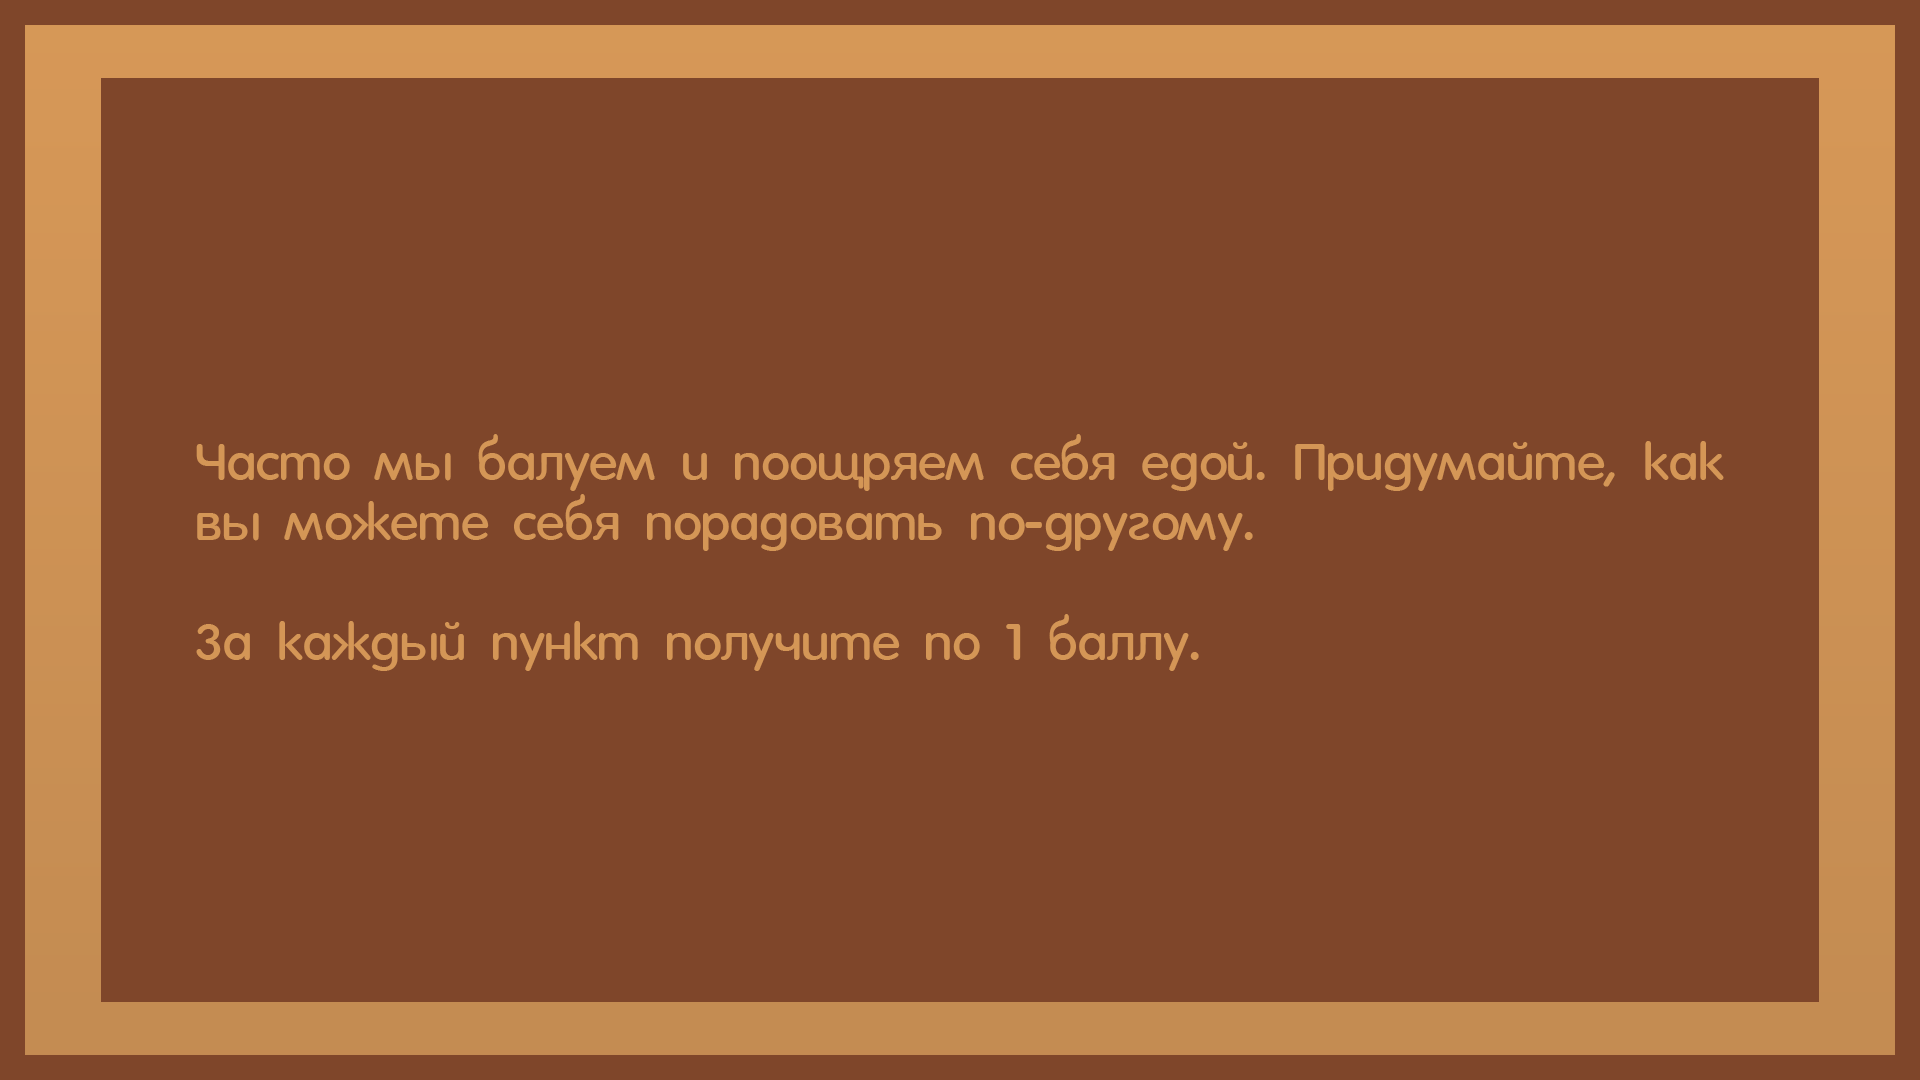 Часто мы балуем и поощряем себя едой. Придумайте, как
вы можете себя порадовать по-другому.
За каждый пункт получите по 1 баллу.